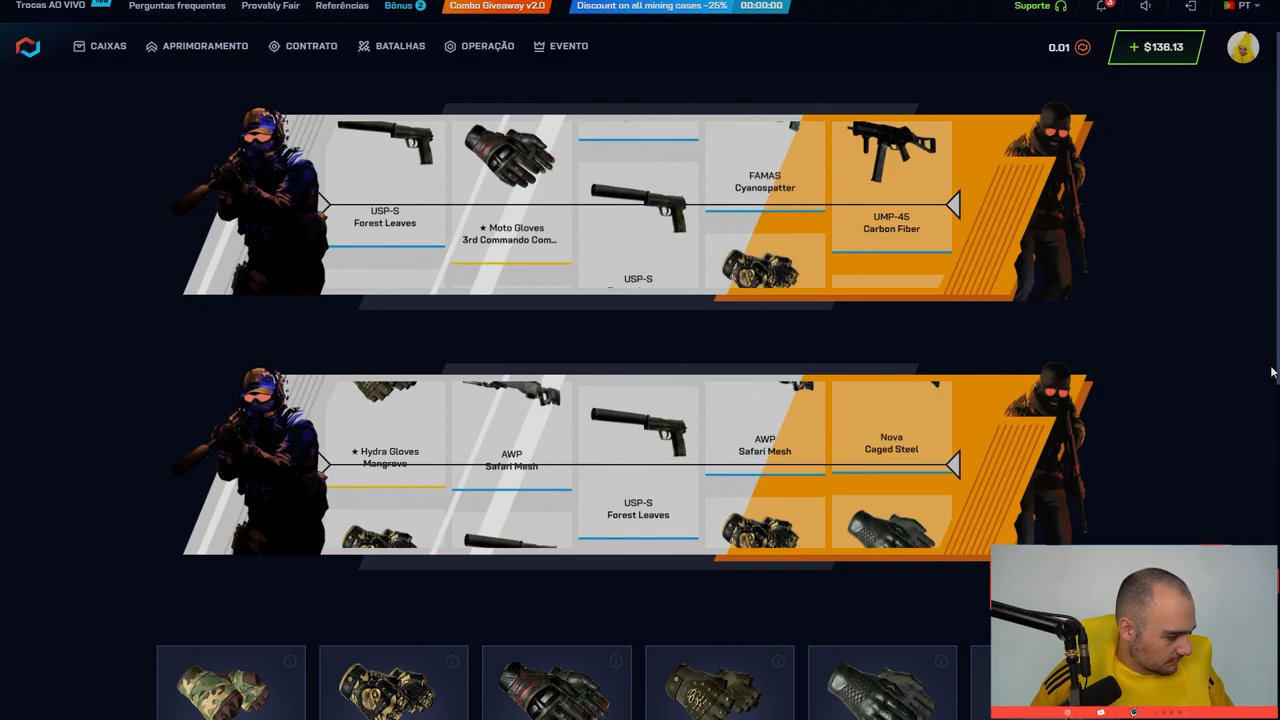 Trocas AO VIVO
Perguntas frequentes
Provably Fair
Referências
Bônus 2
Combo Giveaway v2.0
Discount on all mining cases −25% 00:00:00
Suporte
3
PT
CAIXAS
APRIMORAMENTO
CONTRATO
BATALHAS
OPERAÇÃO
EVENTO
0.01
+ $136.13
USP-S
Forest Leaves
★ Moto Gloves
3rd Commando Com...
USP-S
FAMAS
Cyanospatter
UMP-45
Carbon Fiber
★ Hydra Gloves
Mangrove
AWP
Safari Mesh
USP-S
Forest Leaves
AWP
Safari Mesh
Nova
Caged Steel